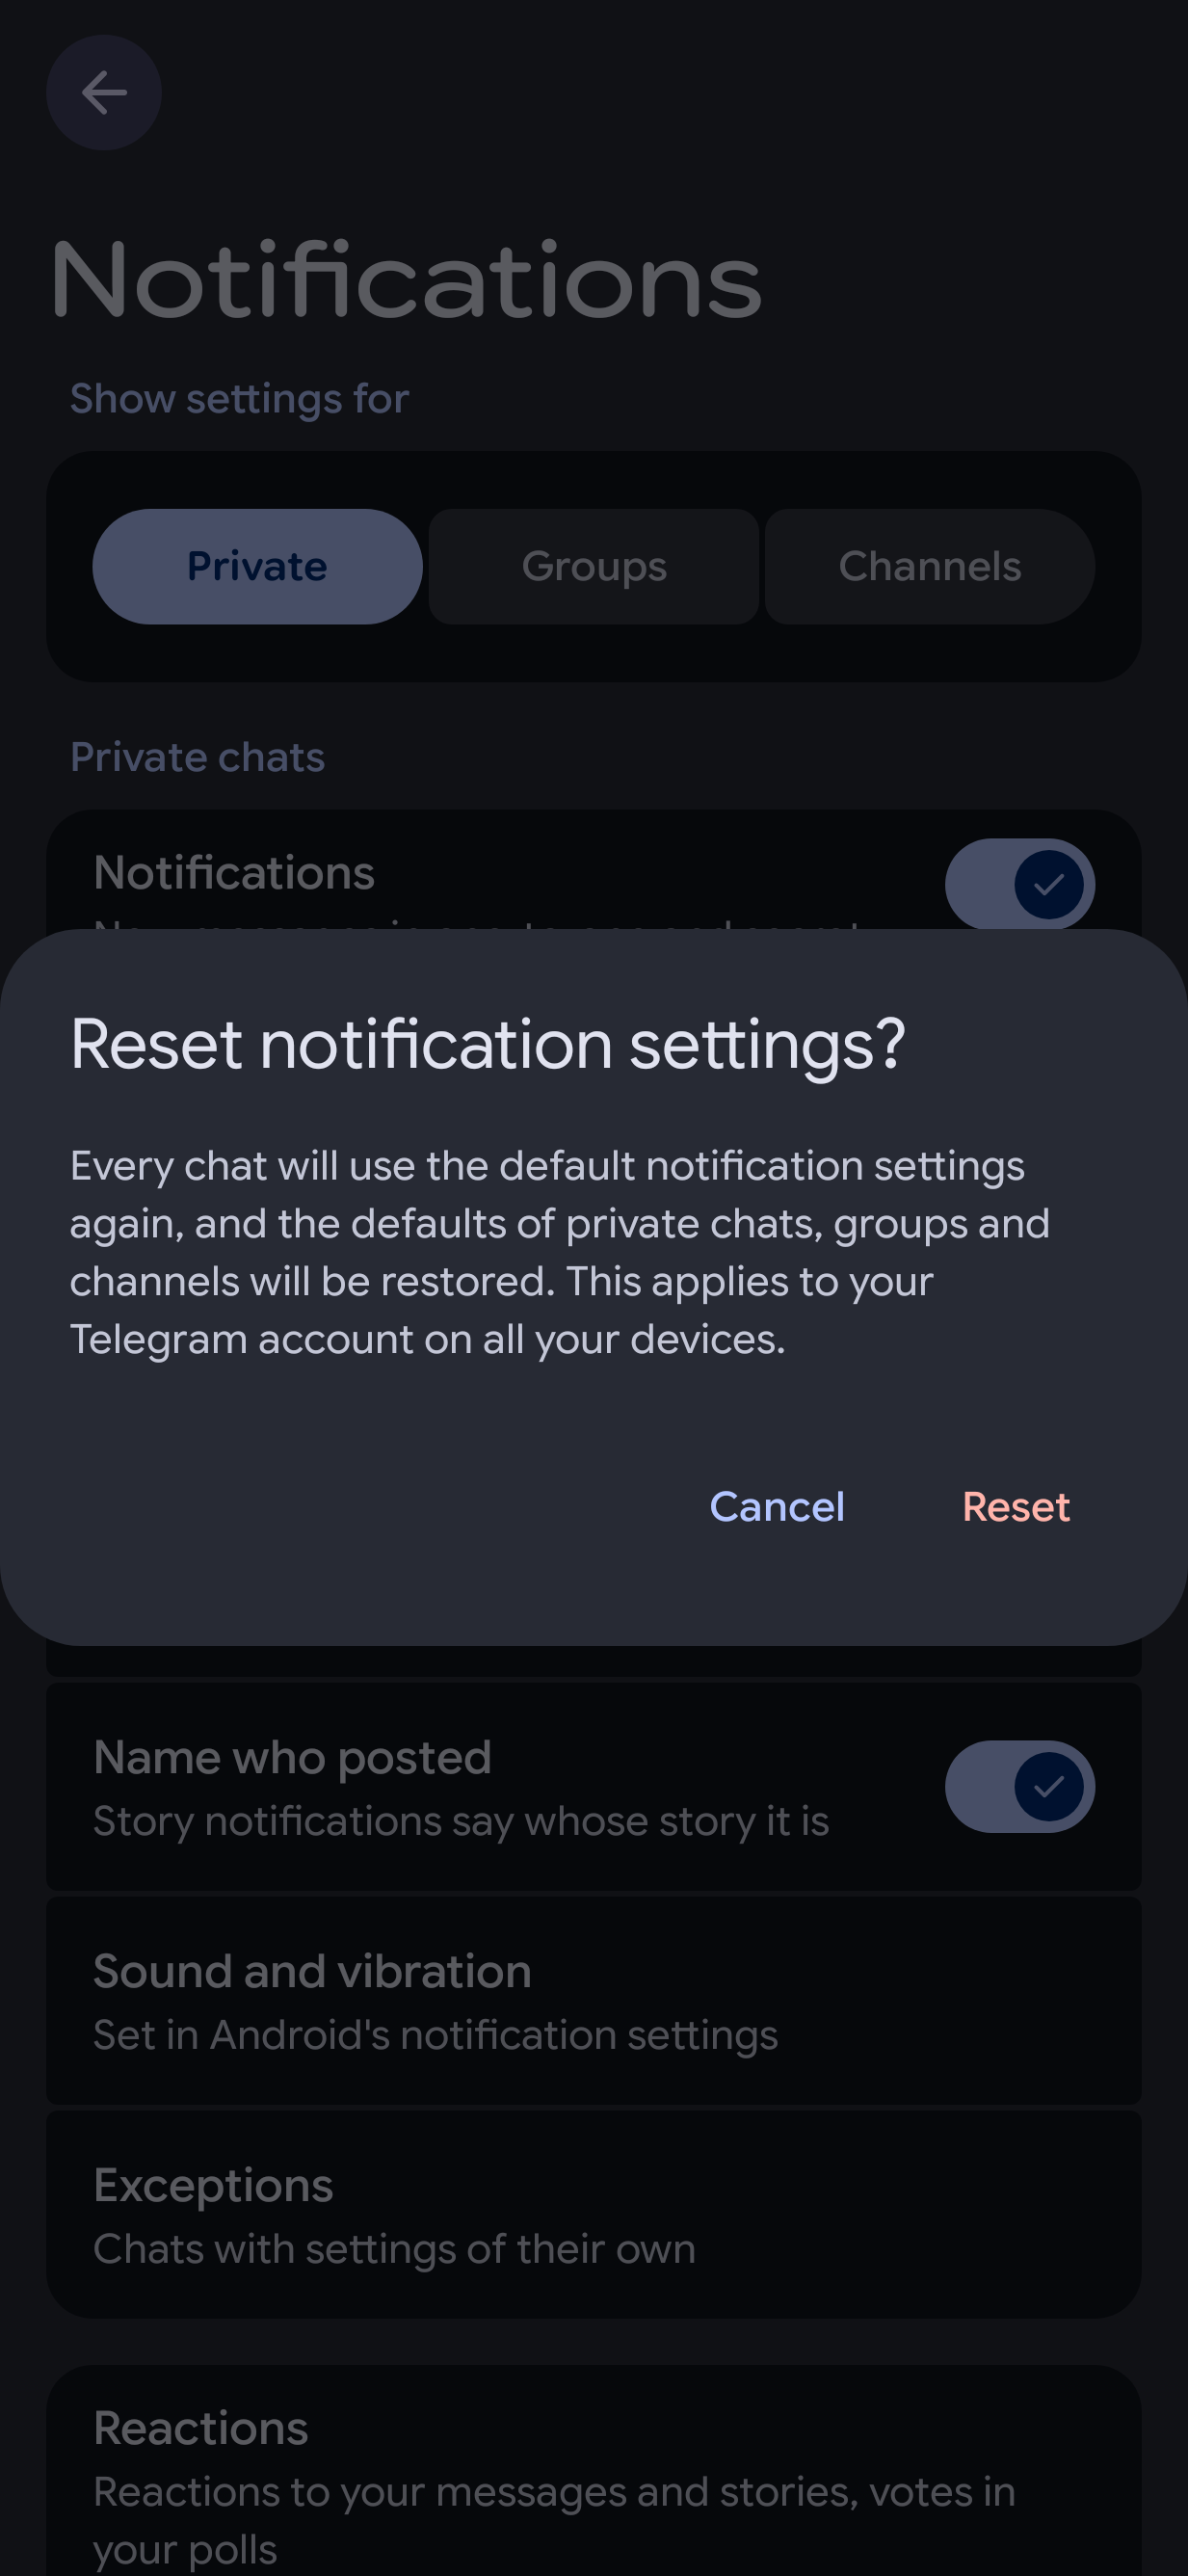 Notifications
Show settings for
Private
Groups
Channels
Private chats
Notifications
Reset notification settings?
Every chat will use the default notification settings
again, and the defaults of private chats, groups and
channels will be restored. This applies to your
Telegram account on all your devices.
Cancel
Reset
Name who posted
Story notifications say whose story it is
Sound and vibration
Set in Android's notification settings
Exceptions
Chats with settings of their own
Reactions
Reactions to your messages and stories, votes in
your polls